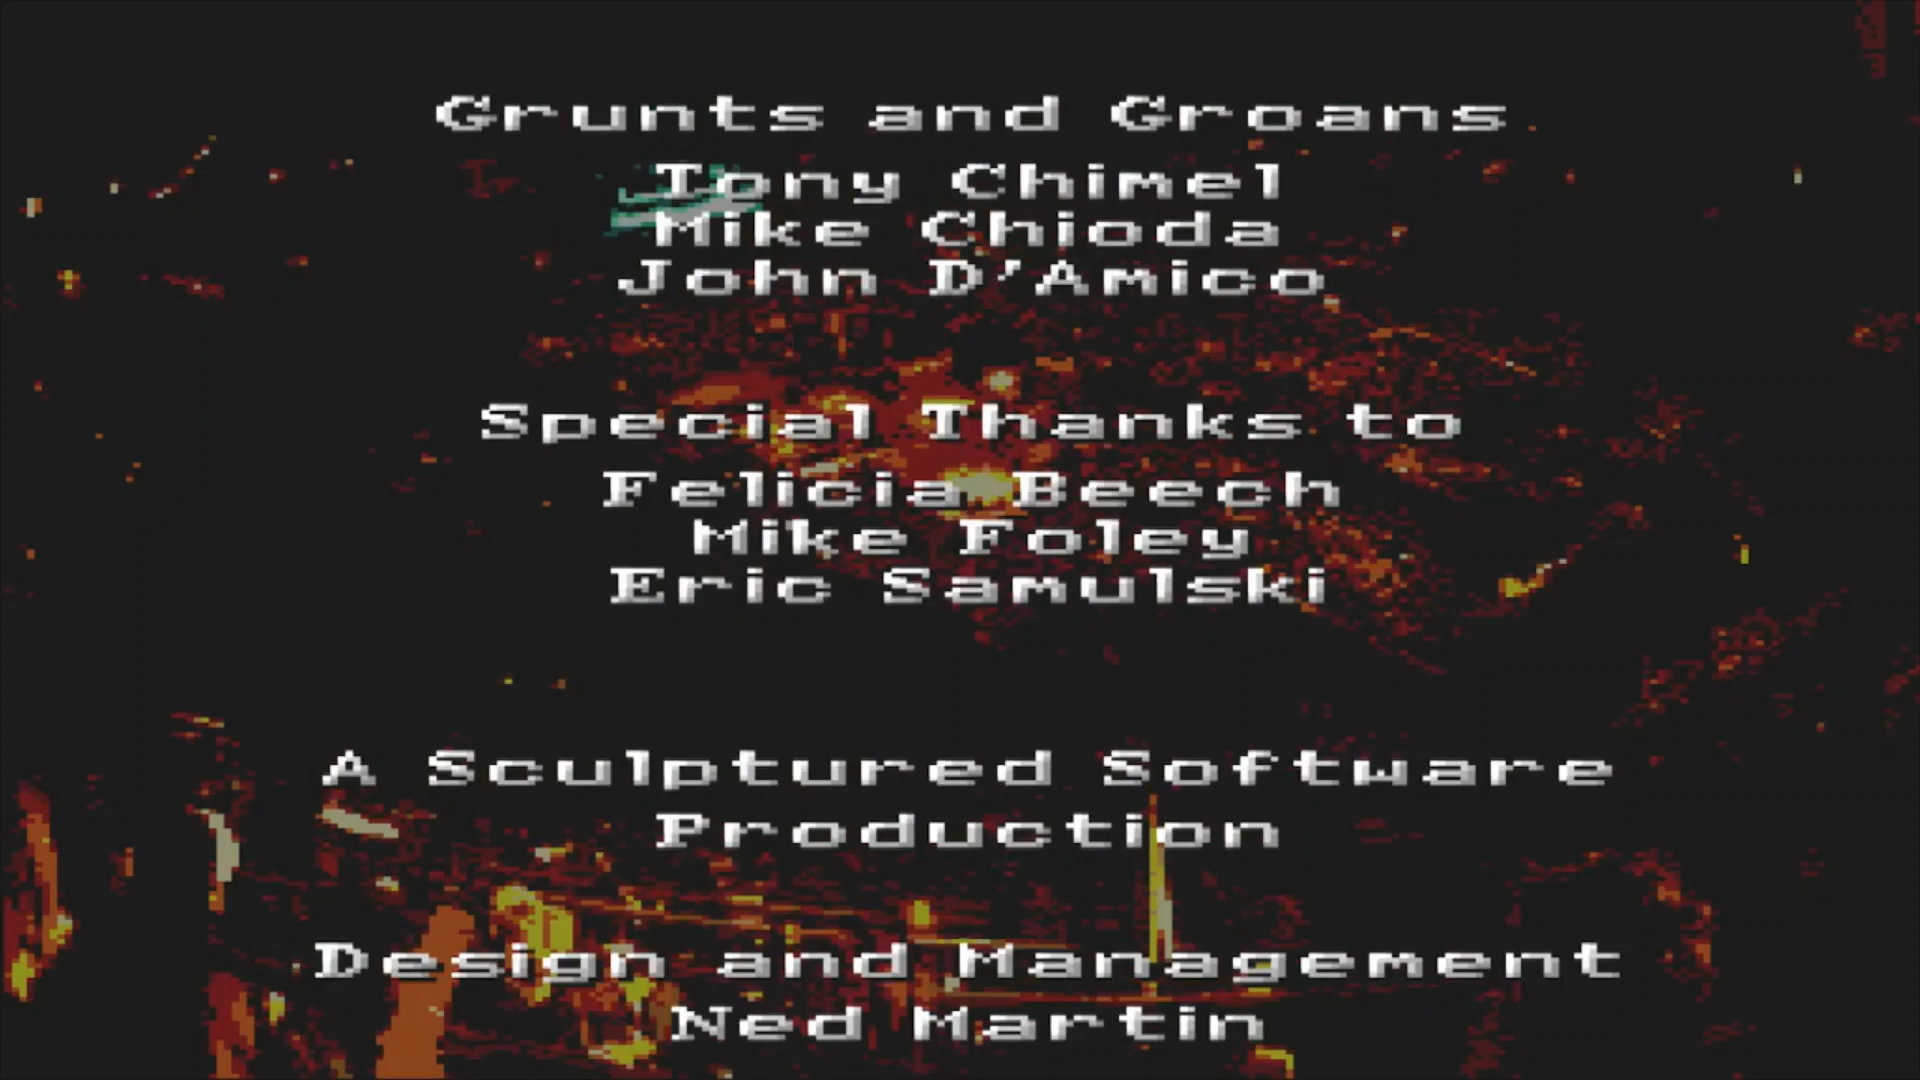 Grunts and Groans
Tony Chimel
Mike Chioda
John D'Amico
Special Thanks to
Felicia Beech
Mike Foley
Eric Samulski
A Sculptured Software
Production
Design and Management
Ned Martin